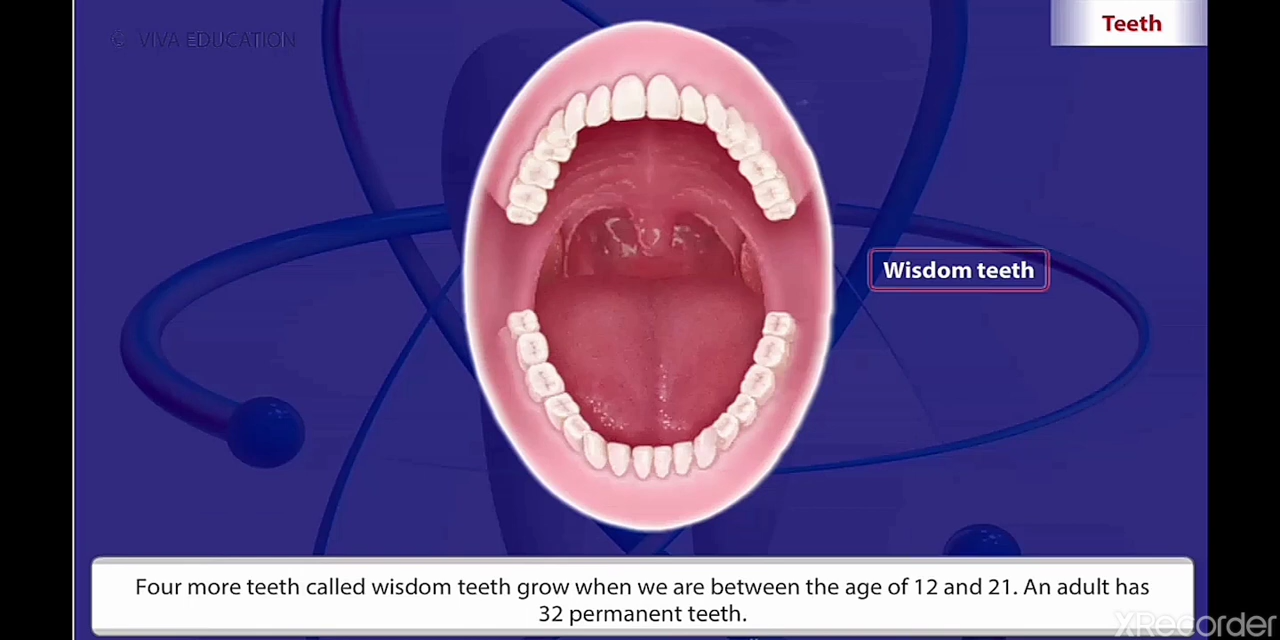 © VIVA EDUCATION
Teeth
Wisdom teeth
Four more teeth called wisdom teeth grow when we are between the age of 12 and 21. An adult has
32 permanent teeth.
XRecorder